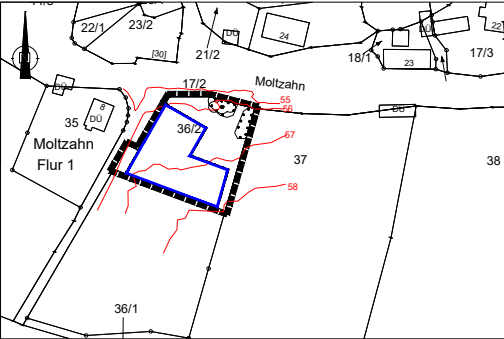 22/1
23/2
[30]
21/2
DÜ
24
18/1
DÜ
23
17/3
22
N
DÜ
17/2
Moltzahn
55
56
DÜ
35
8
DÜ
36/2
57
Moltzahn
Flur 1
37
38
58
36/1